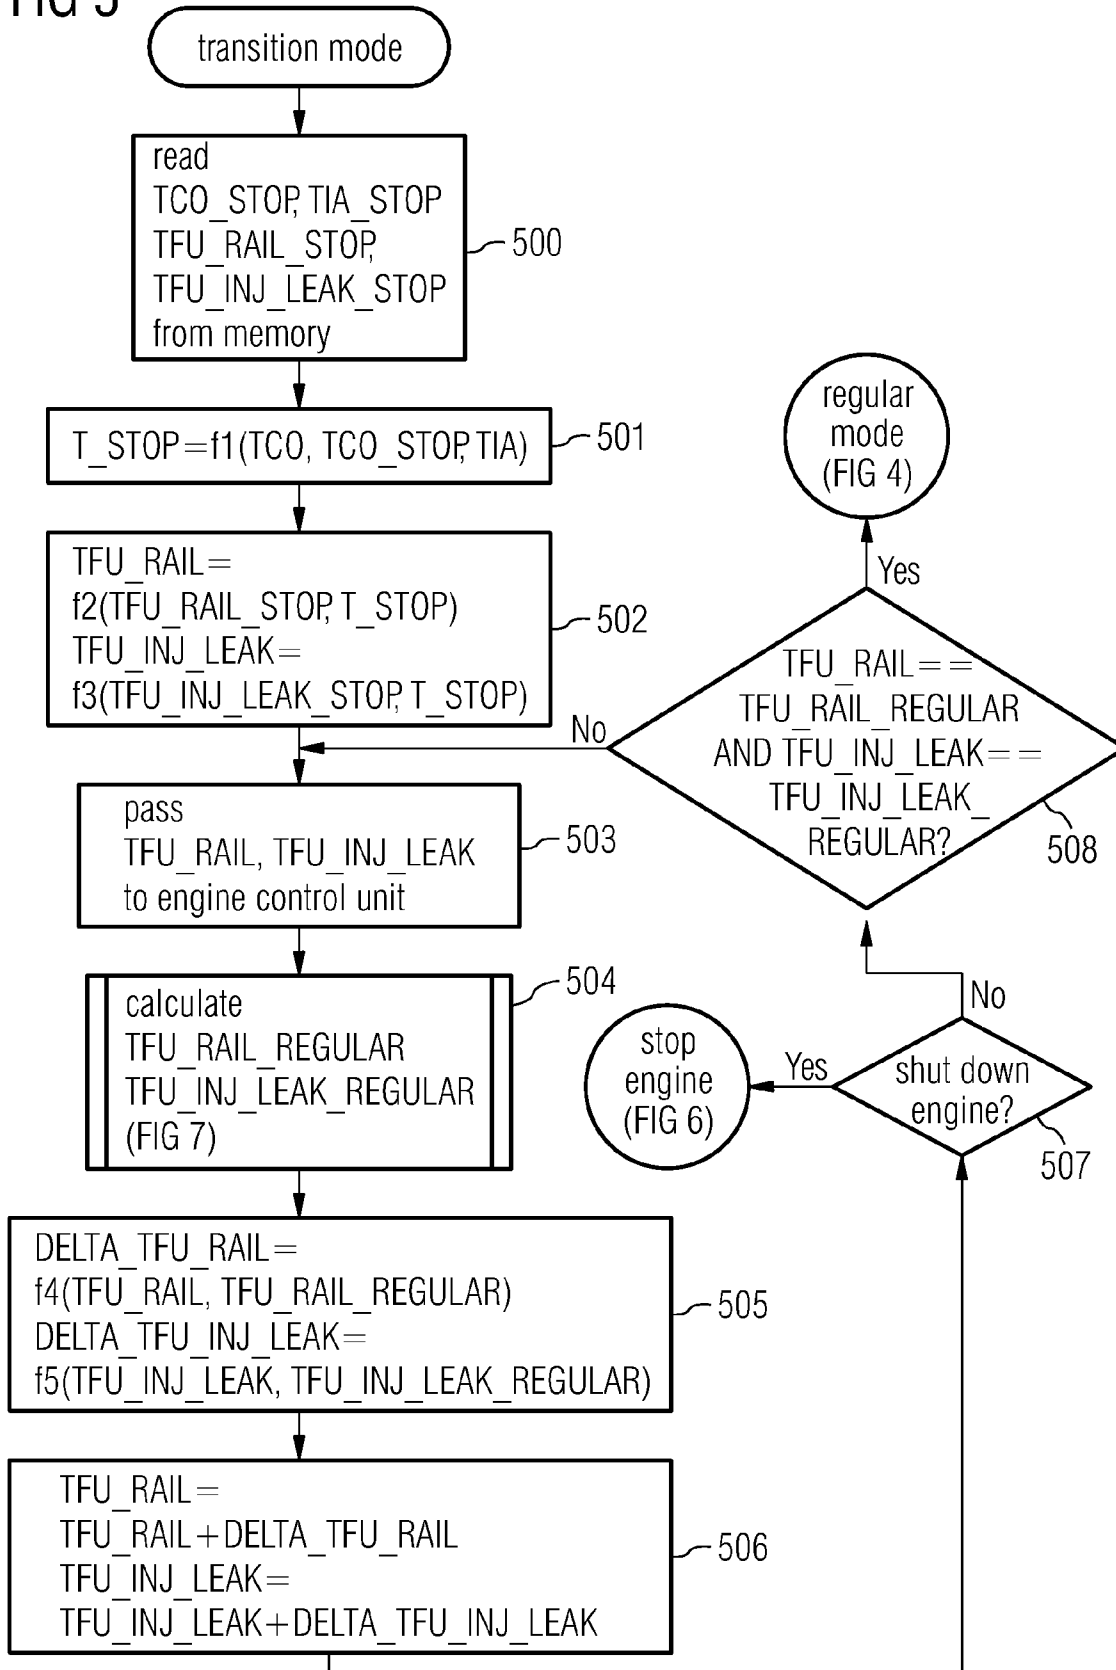 transition mode
read
TCO_STOP, TIA_STOP
TFU_RAIL_STOP,
TFU_INJ_LEAK_STOP
from memory
500
T_STOP=f1(TCO, TCO_STOP, TIA)
501
TFU_RAIL=
f2(TFU_RAIL_STOP, T_STOP)
TFU_INJ_LEAK=
f3(TFU_INJ_LEAK_STOP, T_STOP)
502
pass
TFU_RAIL, TFU_INJ_LEAK
to engine control unit
503
calculate
TFU_RAIL_REGULAR
TFU_INJ_LEAK_REGULAR
(FIG 7)
504
DELTA_TFU_RAIL=
f4(TFU_RAIL, TFU_RAIL_REGULAR)
DELTA_TFU_INJ_LEAK=
f5(TFU_INJ_LEAK, TFU_INJ_LEAK_REGULAR)
505
TFU_RAIL=
TFU_RAIL+DELTA_TFU_RAIL
TFU_INJ_LEAK=
TFU_INJ_LEAK+DELTA_TFU_INJ_LEAK
506
regular
mode
(FIG 4)
Yes
TFU_RAIL==
TFU_RAIL_REGULAR
AND TFU_INJ_LEAK==
TFU_INJ_LEAK_
REGULAR?
No
508
No
shut down
engine?
507
Yes
stop
engine
(FIG 6)